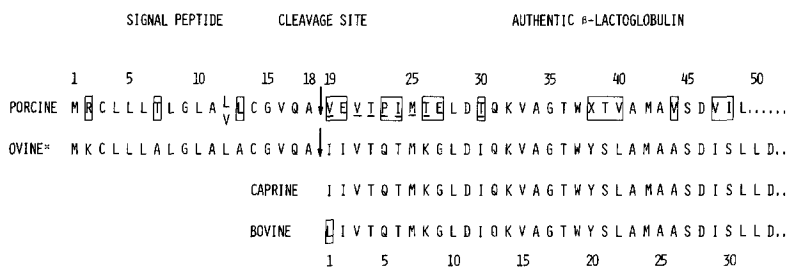 SIGNAL PEPTIDE CLEAVAGE SITE AUTHENTIC β-LACTOGLOBULIN
1 5 10 15 18 19 25 30 35 40 45 50
PORCINE M R C L L L T L G L A L/V L C G V Q A ↓ V E V T P I M T E L D I Q K V A G T W X T V A M A V S D V I L......
OVINE* M K C L L L A L G L A L A C G V Q A ↓ I I V T Q T M K G L D I Q K V A G T W Y S L A M A A S D I S L L D..
CAPRINE I I V T Q T M K G L D I Q K V A G T W Y S L A M A A S D I S L L D..
BOVINE L I V T Q T M K G L D I Q K V A G T W Y S L A M A A S D I S L L D..
1 5 10 15 20 25 30